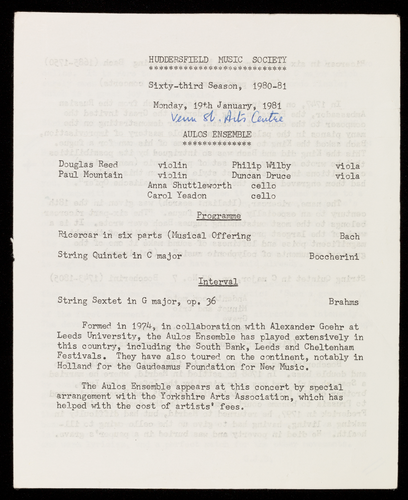 HUDDERSFIELD MUSIC SOCIETY
**************************
Sixty-third Season, 1980-81
Monday, 19th January, 1981
Venn St. Arts Centre
AULOS ENSEMBLE
**************
Douglas Reed violin Philip Wilby viola
Paul Mountain violin Duncan Druce viola
Anna Shuttleworth cello
Carol Yeadon cello
Programme
Ricercar in six parts (Musical Offering Bach
String Quintet in C major Boccherini
Interval
String Sextet in G major, op. 36 Brahms
Formed in 1974, in collaboration with Alexander Goehr at
Leeds University, the Aulos Ensemble has played extensively in
this country, including the South Bank, Leeds and Cheltenham
Festivals. They have also toured on the continent, notably in
Holland for the Gaudeamus Foundation for New Music.
The Aulos Ensemble appears at this concert by special
arrangement with the Yorkshire Arts Association, which has
helped with the cost of artists' fees.